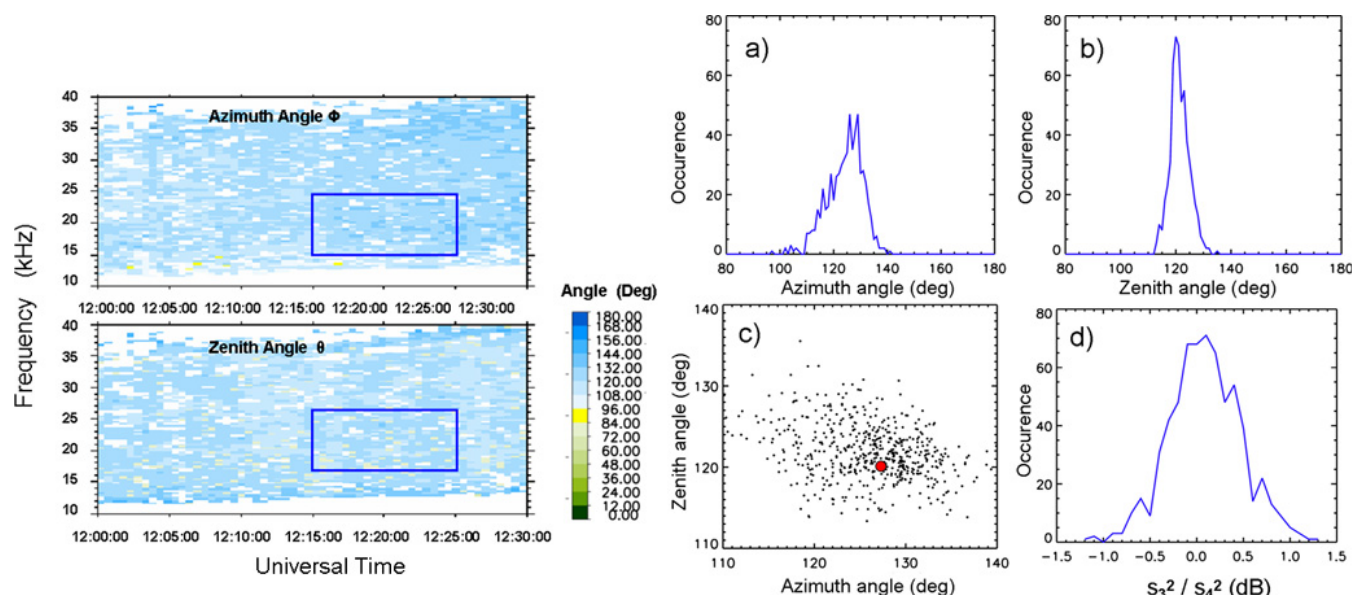 Azimuth Angle Φ
40
35
30
25
20
15
10
12:00:00 12:05:00 12:10:00 12:15:00 12:20:00 12:25:00 12:30:00
Zenith Angle θ
40
35
30
25
20
15
10
12:00:00 12:05:00 12:10:00 12:15:00 12:20:00 12:25:00 12:30:00
Frequency (kHz)
Universal Time
Angle (Deg)
180.00
168.00
156.00
144.00
132.00
120.00
108.00
96.00
84.00
72.00
60.00
48.00
36.00
24.00
12.00
0.00
a)
80
60
40
20
0
Occurence
80 100 120 140 160 180
Azimuth angle (deg)
b)
80
60
40
20
0
Occurence
80 100 120 140 160 180
Zenith angle (deg)
c)
140
130
120
110
Zenith angle (deg)
110 120 130 140
Azimuth angle (deg)
d)
80
60
40
20
0
Occurence
−1.5 −1.0 −0.5 0.0 0.5 1.0 1.5
s₃² / s₄² (dB)